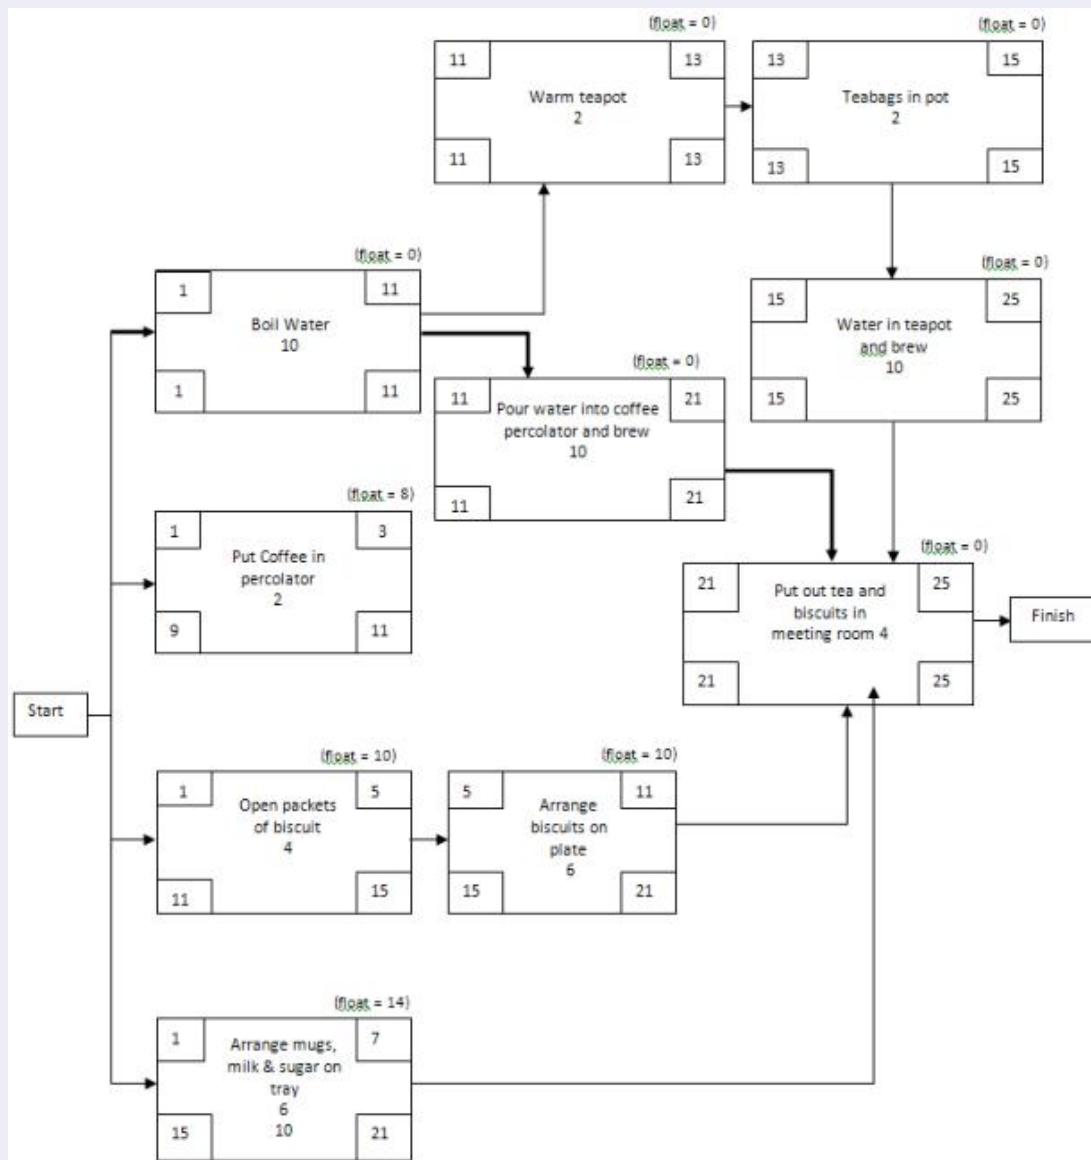 (float = 0)
(float = 0)
11
13
Warm teapot
2
11
13
13
15
Teabags in pot
2
13
15
(float = 0)
1
11
Boil Water
10
1
11
(float = 0)
15
25
Water in teapot
and brew
10
15
25
(float = 0)
11
21
Pour water into coffee
percolator and brew
10
11
21
(float = 8)
1
3
Put Coffee in
percolator
2
9
11
(float = 0)
21
25
Put out tea and
biscuits in
meeting room 4
21
25
Finish
Start
(float = 10)
1
5
Open packets
of biscuit
4
11
15
(float = 10)
5
11
Arrange
biscuits on
plate
6
15
21
(float = 14)
1
7
Arrange mugs,
milk & sugar on
tray
6
10
15
21